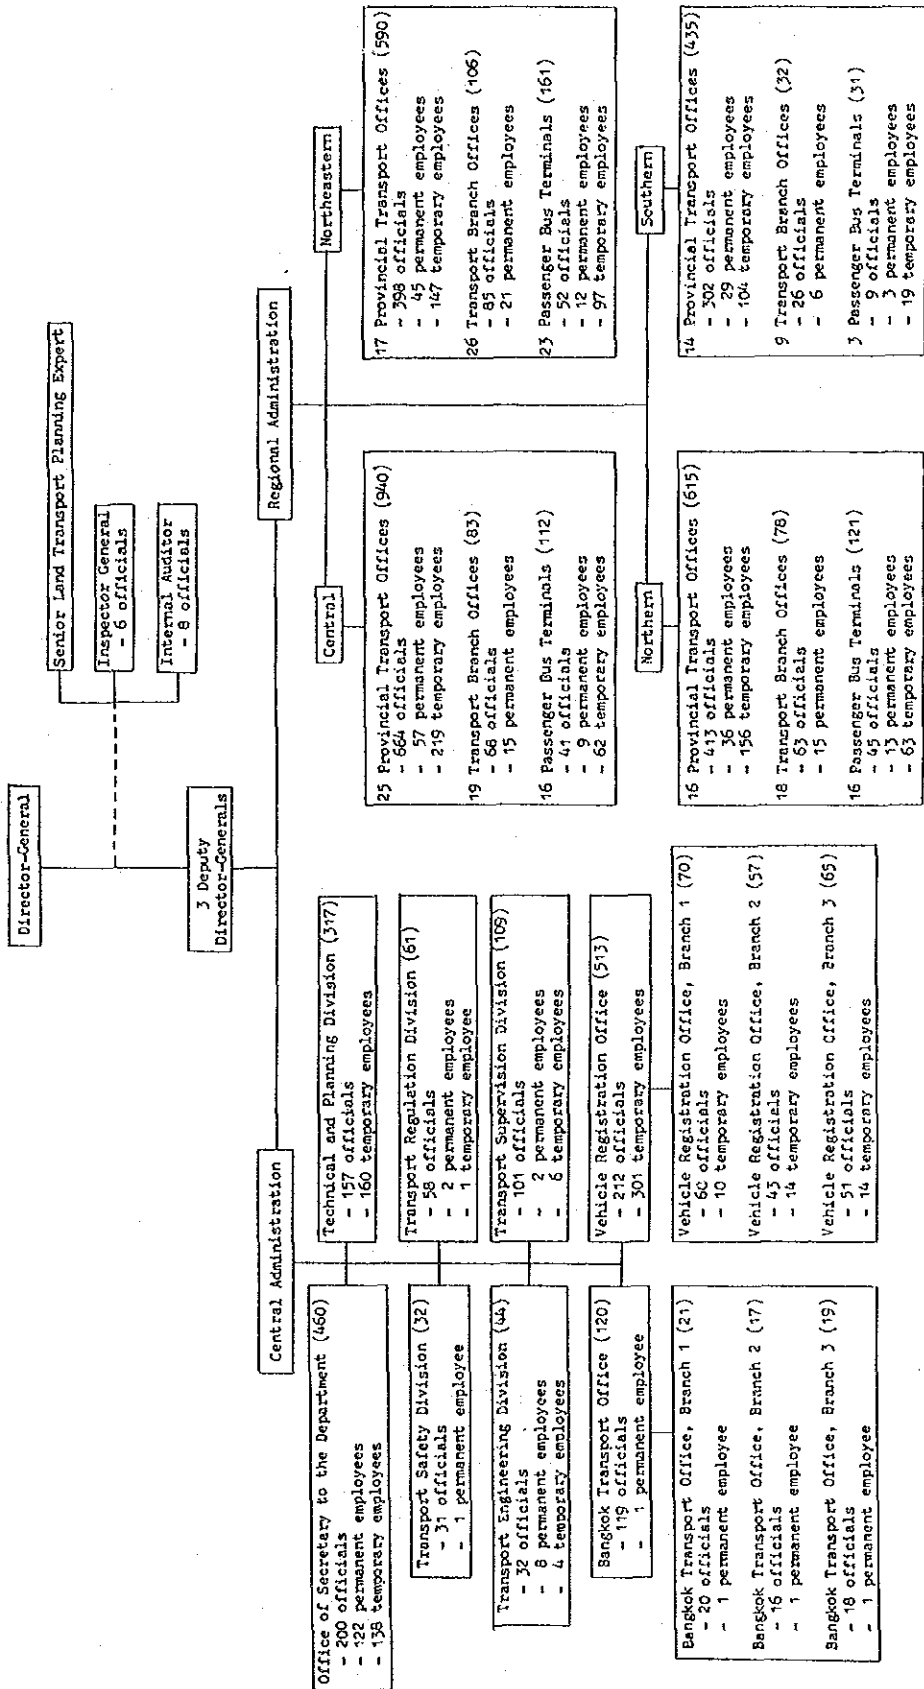 Director-General
Senior Land Transport Planning Expert
Inspector General
- 6 officials
Internal Auditor
- 8 officials
3 Deputy
Director-Generals
Central Administration
Office of Secretary to the Department (460)
- 200 officials
- 122 permanent employees
- 138 temporary employees
Technical and Planning Division (317)
- 157 officials
- 160 temporary employees
Transport Safety Division (32)
- 31 officials
- 1 permanent employee
Transport Regulation Division (61)
- 58 officials
- 2 permanent employees
- 1 temporary employee
Transport Engineering Division (44)
- 32 officials
- 8 permanent employees
- 4 temporary employees
Transport Supervision Division (109)
- 101 officials
- 2 permanent employees
- 6 temporary employees
Bangkok Transport Office (120)
- 119 officials
- 1 permanent employee
Vehicle Registration Office (513)
- 212 officials
- 301 temporary employees
Bangkok Transport Office, Branch 1 (21)
- 20 officials
- 1 permanent employee
Bangkok Transport Office, Branch 2 (17)
- 16 officials
- 1 permanent employee
Bangkok Transport Office, Branch 3 (19)
- 18 officials
- 1 permanent employee
Vehicle Registration Office, Branch 1 (70)
- 60 officials
- 10 temporary employees
Vehicle Registration Office, Branch 2 (57)
- 43 officials
- 14 temporary employees
Vehicle Registration Office, Branch 3 (65)
- 51 officials
- 14 temporary employees
Regional Administration
Central
25 Provincial Transport Offices (940)
- 664 officials
- 57 permanent employees
- 219 temporary employees
19 Transport Branch Offices (83)
- 68 officials
- 15 permanent employees
16 Passenger Bus Terminals (112)
- 41 officials
- 9 permanent employees
- 62 temporary employees
Northeastern
17 Provincial Transport Offices (590)
- 398 officials
- 45 permanent employees
- 147 temporary employees
26 Transport Branch Offices (106)
- 85 officials
- 21 permanent employees
23 Passenger Bus Terminals (161)
- 52 officials
- 12 permanent employees
- 97 temporary employees
Northern
16 Provincial Transport Offices (615)
- 413 officials
- 36 permanent employees
- 156 temporary employees
18 Transport Branch Offices (78)
- 63 officials
- 15 permanent employees
16 Passenger Bus Terminals (121)
- 45 officials
- 13 permanent employees
- 63 temporary employees
Southern
14 Provincial Transport Offices (435)
- 302 officials
- 29 permanent employees
- 104 temporary employees
9 Transport Branch Offices (32)
- 26 officials
- 6 permanent employees
3 Passenger Bus Terminals (31)
- 9 officials
- 3 permanent employees
- 19 temporary employees